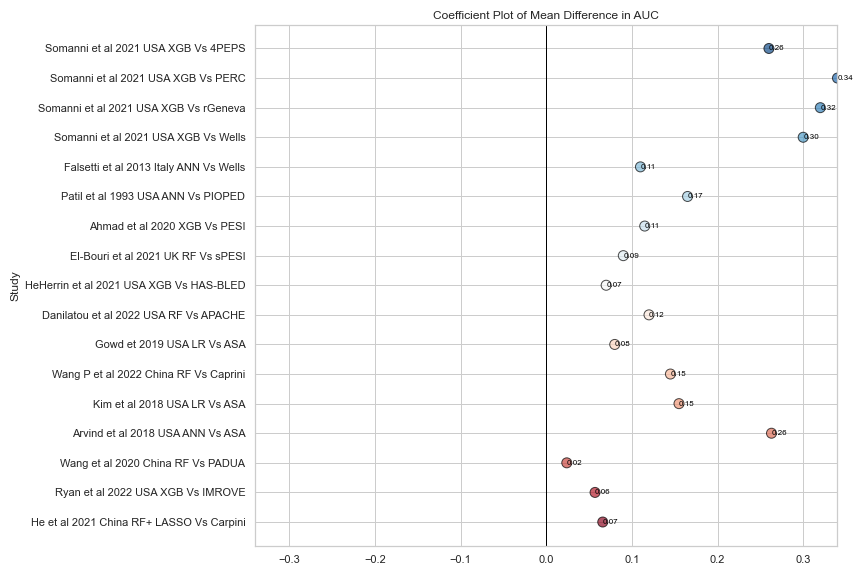 Coefficient Plot of Mean Difference in AUC
Somanni et al 2021 USA XGB Vs 4PEPS 0.26
Somanni et al 2021 USA XGB Vs PERC 0.34
Somanni et al 2021 USA XGB Vs rGeneva 0.32
Somanni et al 2021 USA XGB Vs Wells 0.30
Falsetti et al 2013 Italy ANN Vs Wells 0.11
Patil et al 1993 USA ANN Vs PIOPED 0.17
Ahmad et al 2020 XGB Vs PESI 0.11
El-Bouri et al 2021 UK RF Vs sPESI 0.09
HeHerrin et al 2021 USA XGB Vs HAS-BLED 0.07
Danilatou et al 2022 USA RF Vs APACHE 0.12
Gowd et al 2019 USA LR Vs ASA 0.08
Wang P et al 2022 China RF Vs Caprini 0.15
Kim et al 2018 USA LR Vs ASA 0.15
Arvind et al 2018 USA ANN Vs ASA 0.26
Wang et al 2020 China RF Vs PADUA 0.02
Ryan et al 2022 USA XGB Vs IMROVE 0.06
He et al 2021 China RF+ LASSO Vs Carpini 0.07
Study
−0.3 −0.2 −0.1 0.0 0.1 0.2 0.3